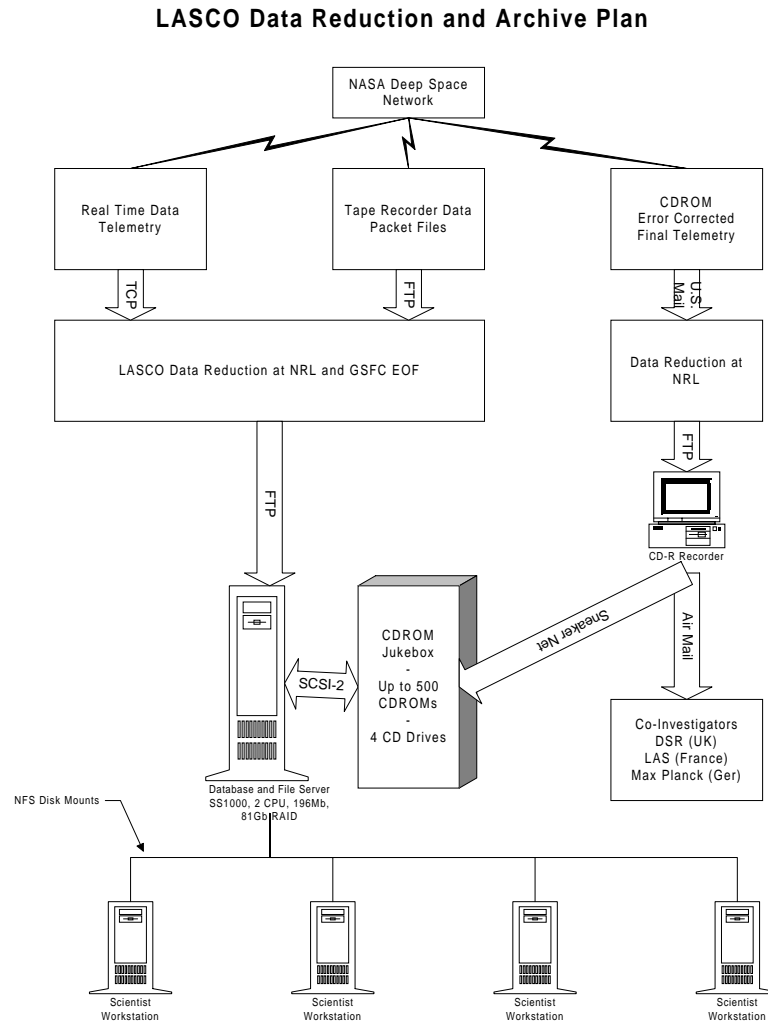 LASCO Data Reduction and Archive Plan
NASA Deep Space
Network
Real Time Data
Telemetry
Tape Recorder Data
Packet Files
CDROM
Error Corrected
Final Telemetry
TCP
FTP
U.S.
Mail
LASCO Data Reduction at NRL and GSFC EOF
Data Reduction at
NRL
FTP
FTP
CD-R Recorder
CDROM
Jukebox
-
Up to 500
CDROMs
-
4 CD Drives
SCSI-2
Sneaker Net
Air Mail
Co-Investigators
DSR (UK)
LAS (France)
Max Planck (Ger)
Database and File Server
SS1000, 2 CPU, 196Mb,
81Gb RAID
NFS Disk Mounts
Scientist
Workstation
Scientist
Workstation
Scientist
Workstation
Scientist
Workstation